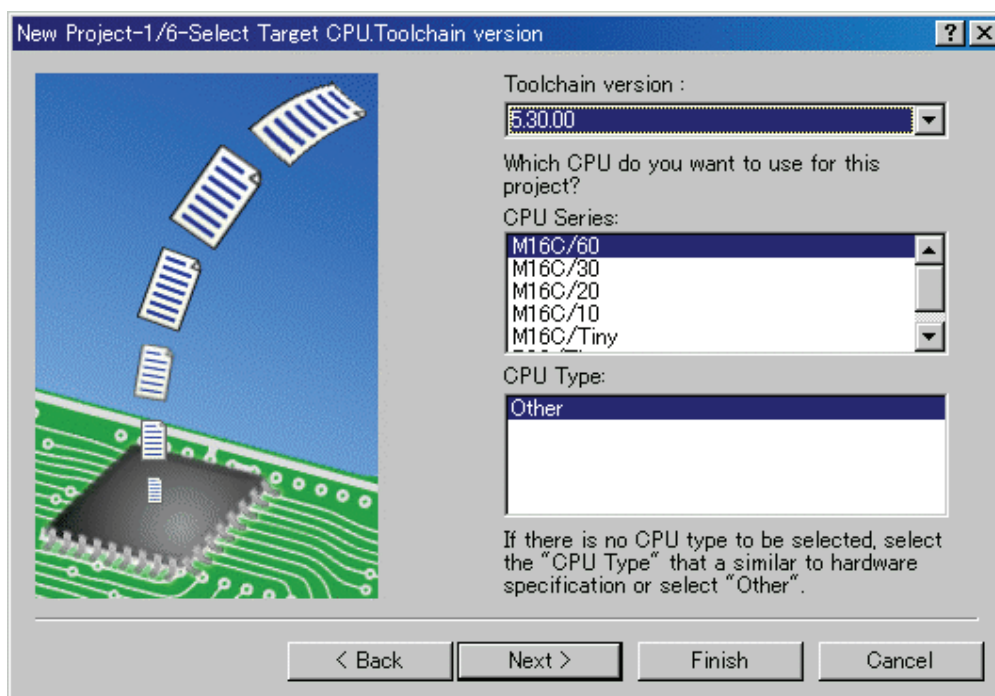 New Project-1/6-Select Target CPU.Toolchain version
Toolchain version :
5.30.00
Which CPU do you want to use for this
project?
CPU Series:
M16C/60
M16C/30
M16C/20
M16C/10
M16C/Tiny
CPU Type:
Other
If there is no CPU type to be selected, select
the "CPU Type" that a similar to hardware
specification or select "Other".
< Back
Next >
Finish
Cancel